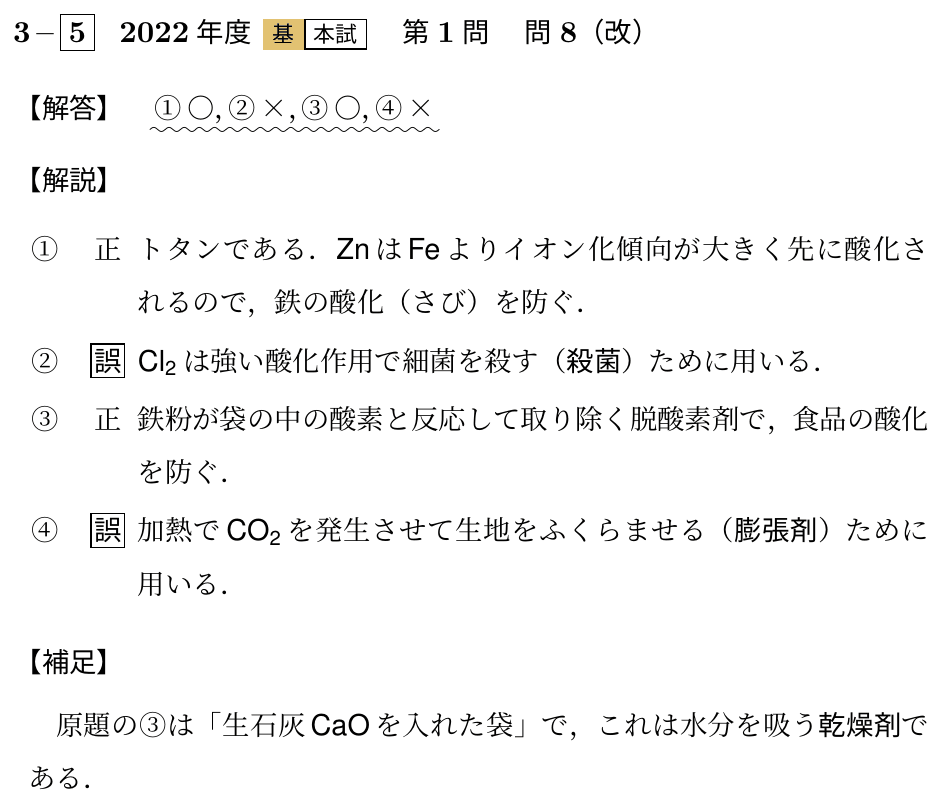 3－5 2022 年度 基 本試 第 1 問 問 8（改）
【解答】 ① ○, ② ×, ③ ○, ④ ×
【解説】
① 正 トタンである．Zn は Fe よりイオン化傾向が大きく先に酸化さ
れるので，鉄の酸化（さび）を防ぐ．
② 誤 Cl₂ は強い酸化作用で細菌を殺す（殺菌）ために用いる．
③ 正 鉄粉が袋の中の酸素と反応して取り除く脱酸素剤で，食品の酸化
を防ぐ．
④ 誤 加熱で CO₂ を発生させて生地をふくらませる（膨張剤）ために
用いる．
【補足】
原題の③は「生石灰 CaO を入れた袋」で，これは水分を吸う乾燥剤で
ある．